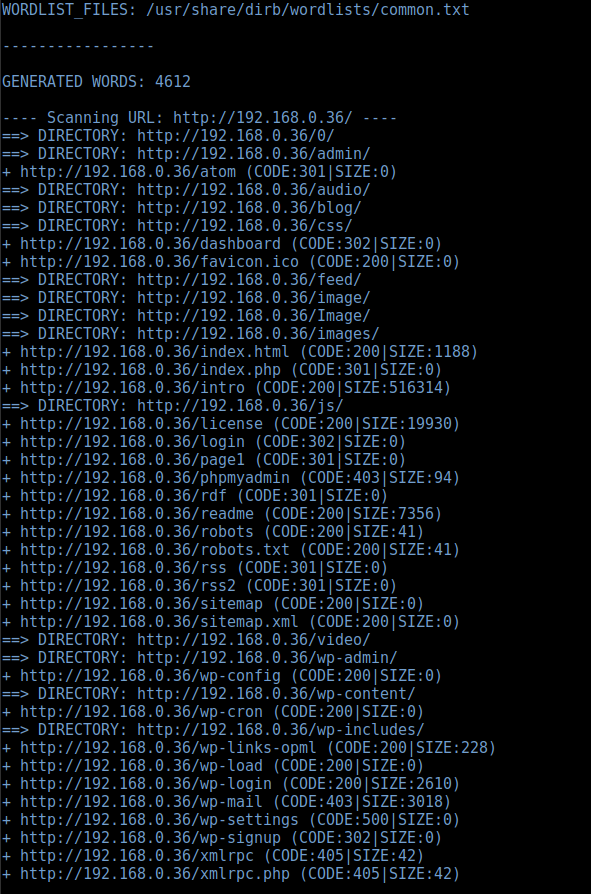 WORDLIST_FILES: /usr/share/dirb/wordlists/common.txt
-----------------
GENERATED WORDS: 4612
---- Scanning URL: http://192.168.0.36/ ----
==> DIRECTORY: http://192.168.0.36/0/
==> DIRECTORY: http://192.168.0.36/admin/
+ http://192.168.0.36/atom (CODE:301|SIZE:0)
==> DIRECTORY: http://192.168.0.36/audio/
==> DIRECTORY: http://192.168.0.36/blog/
==> DIRECTORY: http://192.168.0.36/css/
+ http://192.168.0.36/dashboard (CODE:302|SIZE:0)
+ http://192.168.0.36/favicon.ico (CODE:200|SIZE:0)
==> DIRECTORY: http://192.168.0.36/feed/
==> DIRECTORY: http://192.168.0.36/image/
==> DIRECTORY: http://192.168.0.36/Image/
==> DIRECTORY: http://192.168.0.36/images/
+ http://192.168.0.36/index.html (CODE:200|SIZE:1188)
+ http://192.168.0.36/index.php (CODE:301|SIZE:0)
+ http://192.168.0.36/intro (CODE:200|SIZE:516314)
==> DIRECTORY: http://192.168.0.36/js/
+ http://192.168.0.36/license (CODE:200|SIZE:19930)
+ http://192.168.0.36/login (CODE:302|SIZE:0)
+ http://192.168.0.36/page1 (CODE:301|SIZE:0)
+ http://192.168.0.36/phpmyadmin (CODE:403|SIZE:94)
+ http://192.168.0.36/rdf (CODE:301|SIZE:0)
+ http://192.168.0.36/readme (CODE:200|SIZE:7356)
+ http://192.168.0.36/robots (CODE:200|SIZE:41)
+ http://192.168.0.36/robots.txt (CODE:200|SIZE:41)
+ http://192.168.0.36/rss (CODE:301|SIZE:0)
+ http://192.168.0.36/rss2 (CODE:301|SIZE:0)
+ http://192.168.0.36/sitemap (CODE:200|SIZE:0)
+ http://192.168.0.36/sitemap.xml (CODE:200|SIZE:0)
==> DIRECTORY: http://192.168.0.36/video/
==> DIRECTORY: http://192.168.0.36/wp-admin/
+ http://192.168.0.36/wp-config (CODE:200|SIZE:0)
==> DIRECTORY: http://192.168.0.36/wp-content/
+ http://192.168.0.36/wp-cron (CODE:200|SIZE:0)
==> DIRECTORY: http://192.168.0.36/wp-includes/
+ http://192.168.0.36/wp-links-opml (CODE:200|SIZE:228)
+ http://192.168.0.36/wp-load (CODE:200|SIZE:0)
+ http://192.168.0.36/wp-login (CODE:200|SIZE:2610)
+ http://192.168.0.36/wp-mail (CODE:403|SIZE:3018)
+ http://192.168.0.36/wp-settings (CODE:500|SIZE:0)
+ http://192.168.0.36/wp-signup (CODE:302|SIZE:0)
+ http://192.168.0.36/xmlrpc (CODE:405|SIZE:42)
+ http://192.168.0.36/xmlrpc.php (CODE:405|SIZE:42)